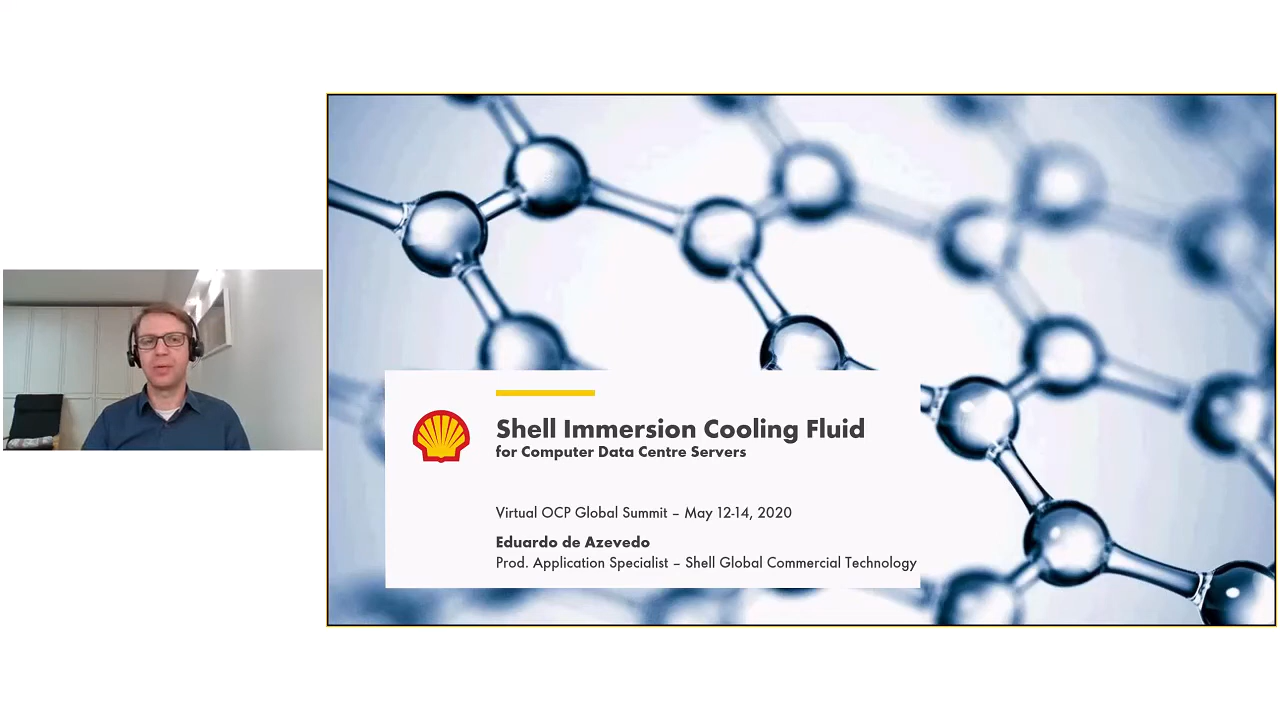 Shell Immersion Cooling Fluid
for Computer Data Centre Servers
Virtual OCP Global Summit – May 12-14, 2020
Eduardo de Azevedo
Prod. Application Specialist – Shell Global Commercial Technology